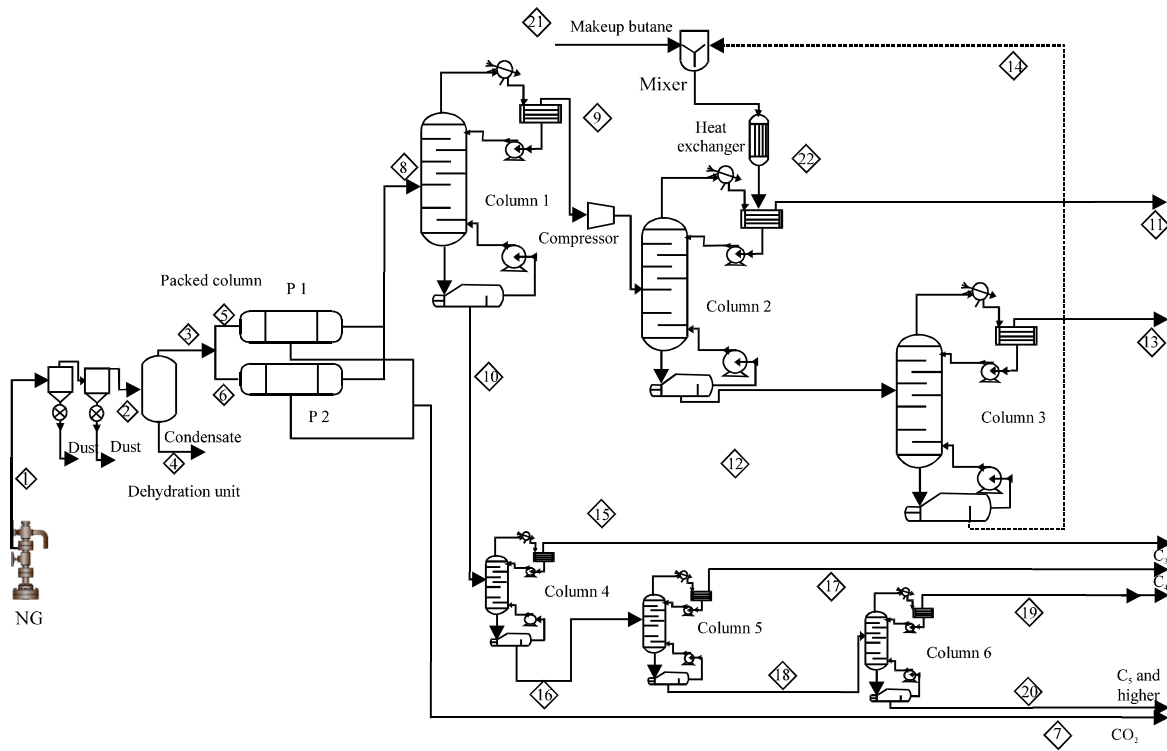 21
Makeup butane
14
Mixer
9
Heat
exchanger
22
8
Column 1
Compressor
11
Packed column
P 1
Column 2
5
3
13
10
6
P 2
Column 3
2
Dust
Dust
Condensate
4
12
1
Dehydration unit
15
NG
C3
Column 4
17
C4
19
Column 5
Column 6
16
18
20
C5 and
higher
7
CO2